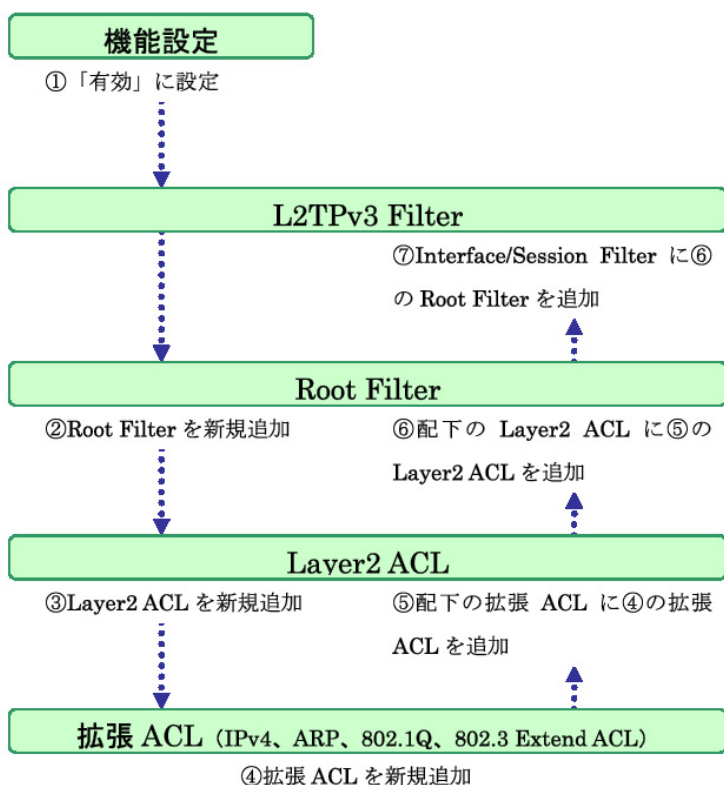 機能設定
①「有効」に設定
L2TPv3 Filter
⑦Interface/Session Filter に⑥
の Root Filter を追加
Root Filter
②Root Filter を新規追加
⑥配下の Layer2 ACL に⑤の
Layer2 ACL を追加
Layer2 ACL
③Layer2 ACL を新規追加
⑤配下の拡張 ACL に④の拡張
ACL を追加
拡張 ACL（IPv4、ARP、802.1Q、802.3 Extend ACL）
④拡張 ACL を新規追加